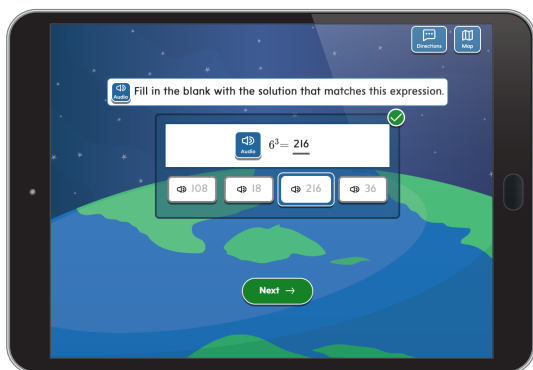 Directions
Map
Audio Fill in the blank with the solution that matches this expression.
Audio 6³= 216
108 18 216 36
Next →